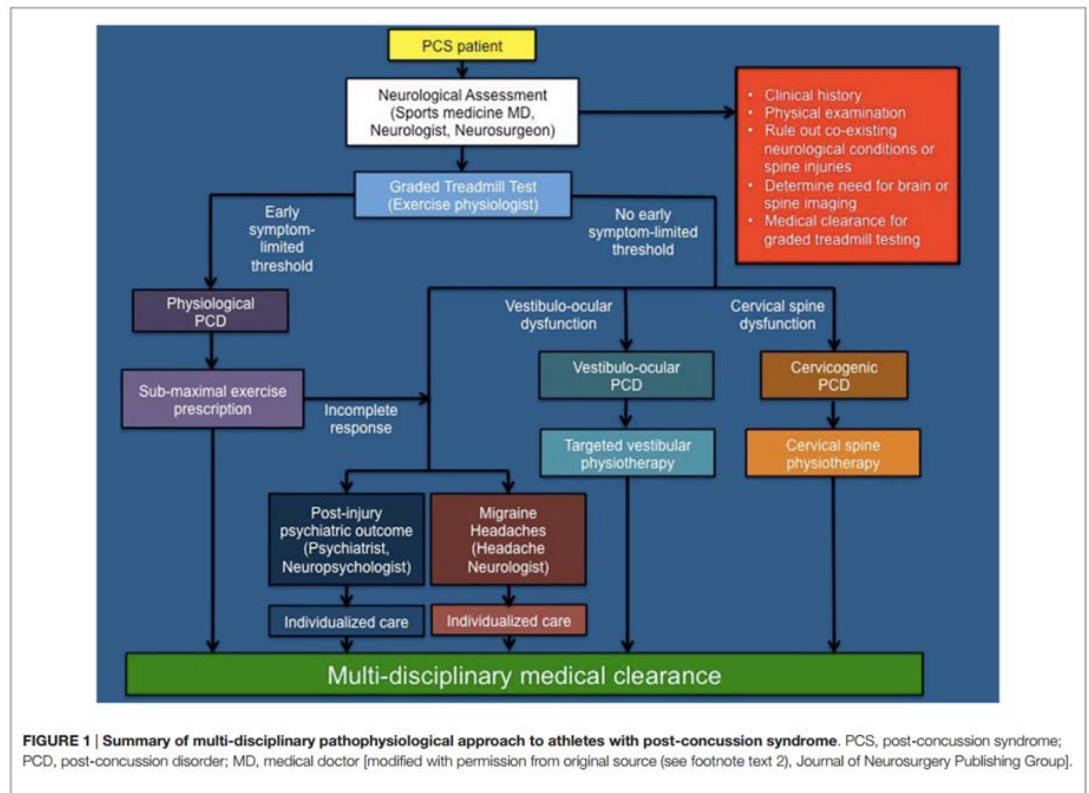 PCS patient
Neurological Assessment
(Sports medicine MD,
Neurologist, Neurosurgeon)
• Clinical history
• Physical examination
• Rule out co-existing
neurological conditions or
spine injuries
• Determine need for brain or
spine imaging
• Medical clearance for
graded treadmill testing
Graded Treadmill Test
(Exercise physiologist)
Early
symptom-
limited
threshold
No early
symptom-limited
threshold
Physiological
PCD
Vestibulo-ocular
dysfunction
Cervical spine
dysfunction
Sub-maximal exercise
prescription
Incomplete
response
Vestibulo-ocular
PCD
Cervicogenic
PCD
Targeted vestibular
physiotherapy
Cervical spine
physiotherapy
Post-injury
psychiatric outcome
(Psychiatrist,
Neuropsychologist)
Migraine
Headaches
(Headache
Neurologist)
Individualized care
Individualized care
Multi-disciplinary medical clearance
FIGURE 1 | Summary of multi-disciplinary pathophysiological approach to athletes with post-concussion syndrome. PCS, post-concussion syndrome;
PCD, post-concussion disorder; MD, medical doctor [modified with permission from original source (see footnote text 2), Journal of Neurosurgery Publishing Group].